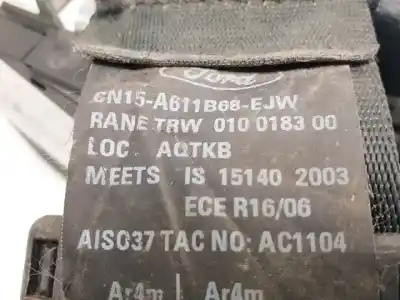 Ford
CN15-A611B68-EJW
RANE TRW 010 0183 00
LOC AQTKB
MEETS IS 15140 2003
ECE R16/06
AIS037 TAC NO: AC1104
Ar4m Ar4m